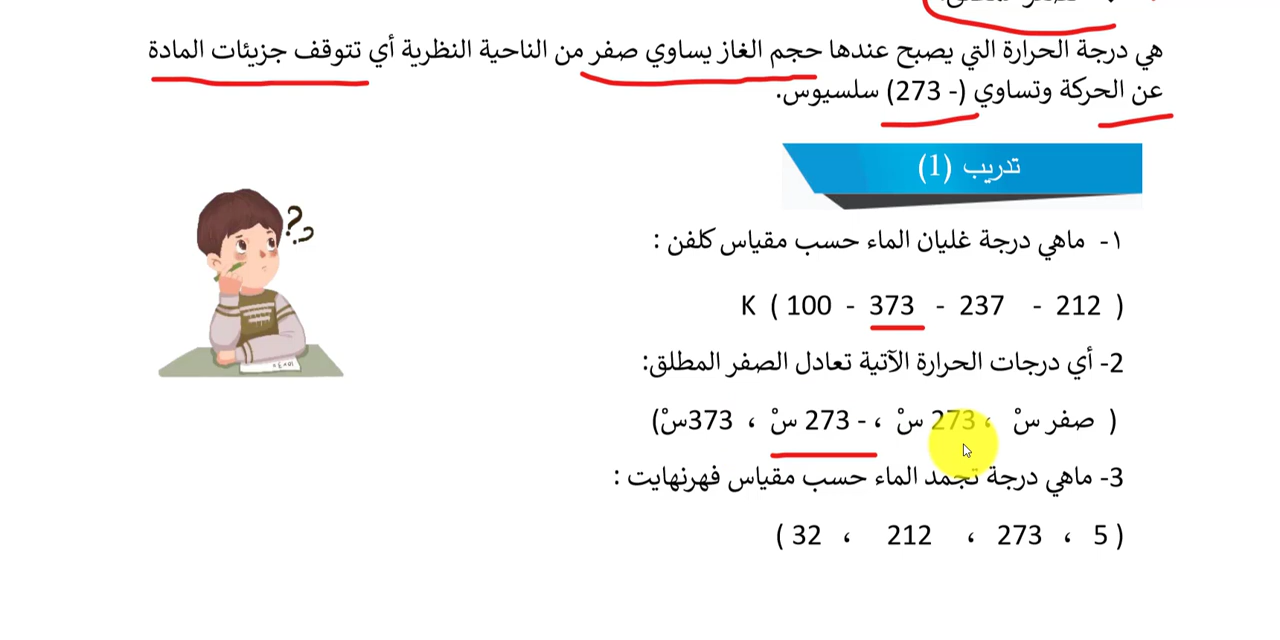 هي درجة الحرارة التي يصبح عندها حجم الغاز يساوي صفر من الناحية النظرية أي تتوقف جزيئات المادة
عن الحركة وتساوي (- 273) سلسيوس.
تدريب (1)
١- ماهي درجة غليان الماء حسب مقياس كلفن :
( 212 - 237 - 373 - 100 ) K
2- أي درجات الحرارة الآتية تعادل الصفر المطلق:
( صفر سْ ، 273 سْ ، - 273 سْ ، 373سْ)
3- ماهي درجة تجمد الماء حسب مقياس فهرنهايت :
( 5 ، 273 ، 212 ، 32 )